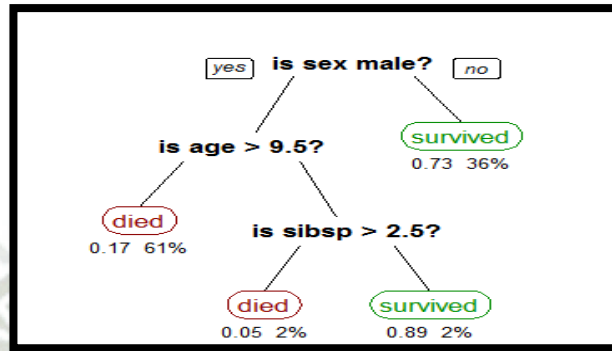 yes is sex male? no
is age > 9.5?
survived
0.73 36%
died
0.17 61%
is sibsp > 2.5?
died survived
0.05 2% 0.89 2%